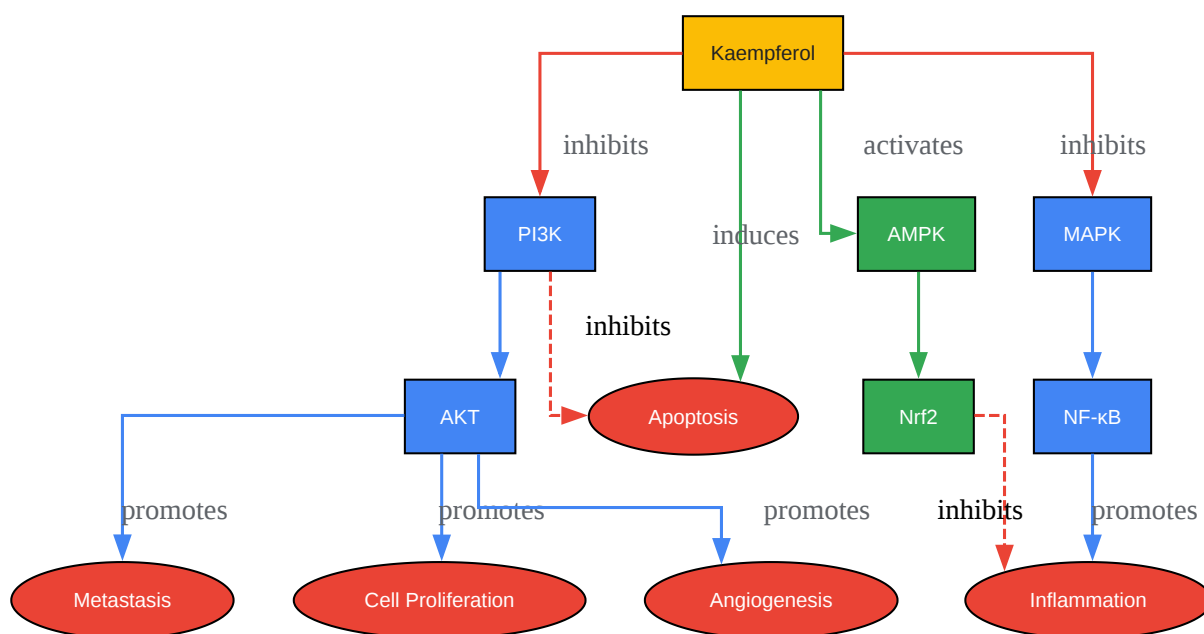 Kaempferol
inhibits
activates
inhibits
PI3K
induces
AMPK
MAPK
inhibits
AKT
Apoptosis
Nrf2
NF-κB
promotes
promotes
promotes
inhibits
promotes
Metastasis
Cell Proliferation
Angiogenesis
Inflammation